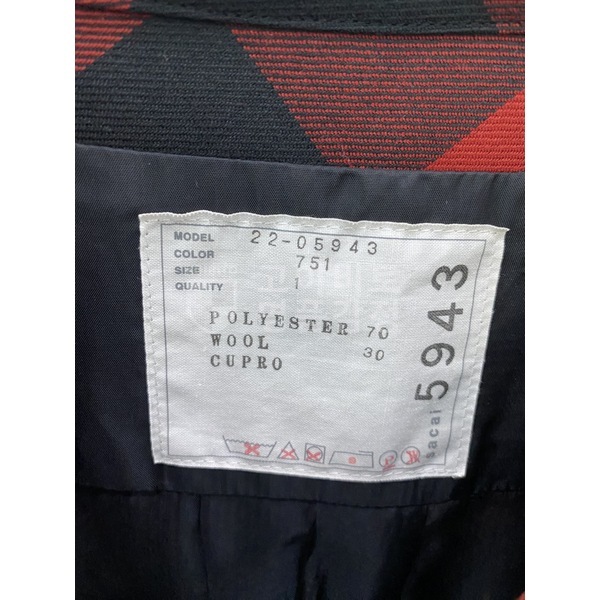 MODEL 22-05943
COLOR 751
SIZE 1
QUALITY
POLYESTER 70
WOOL 30
CUPRO
sacai 5943